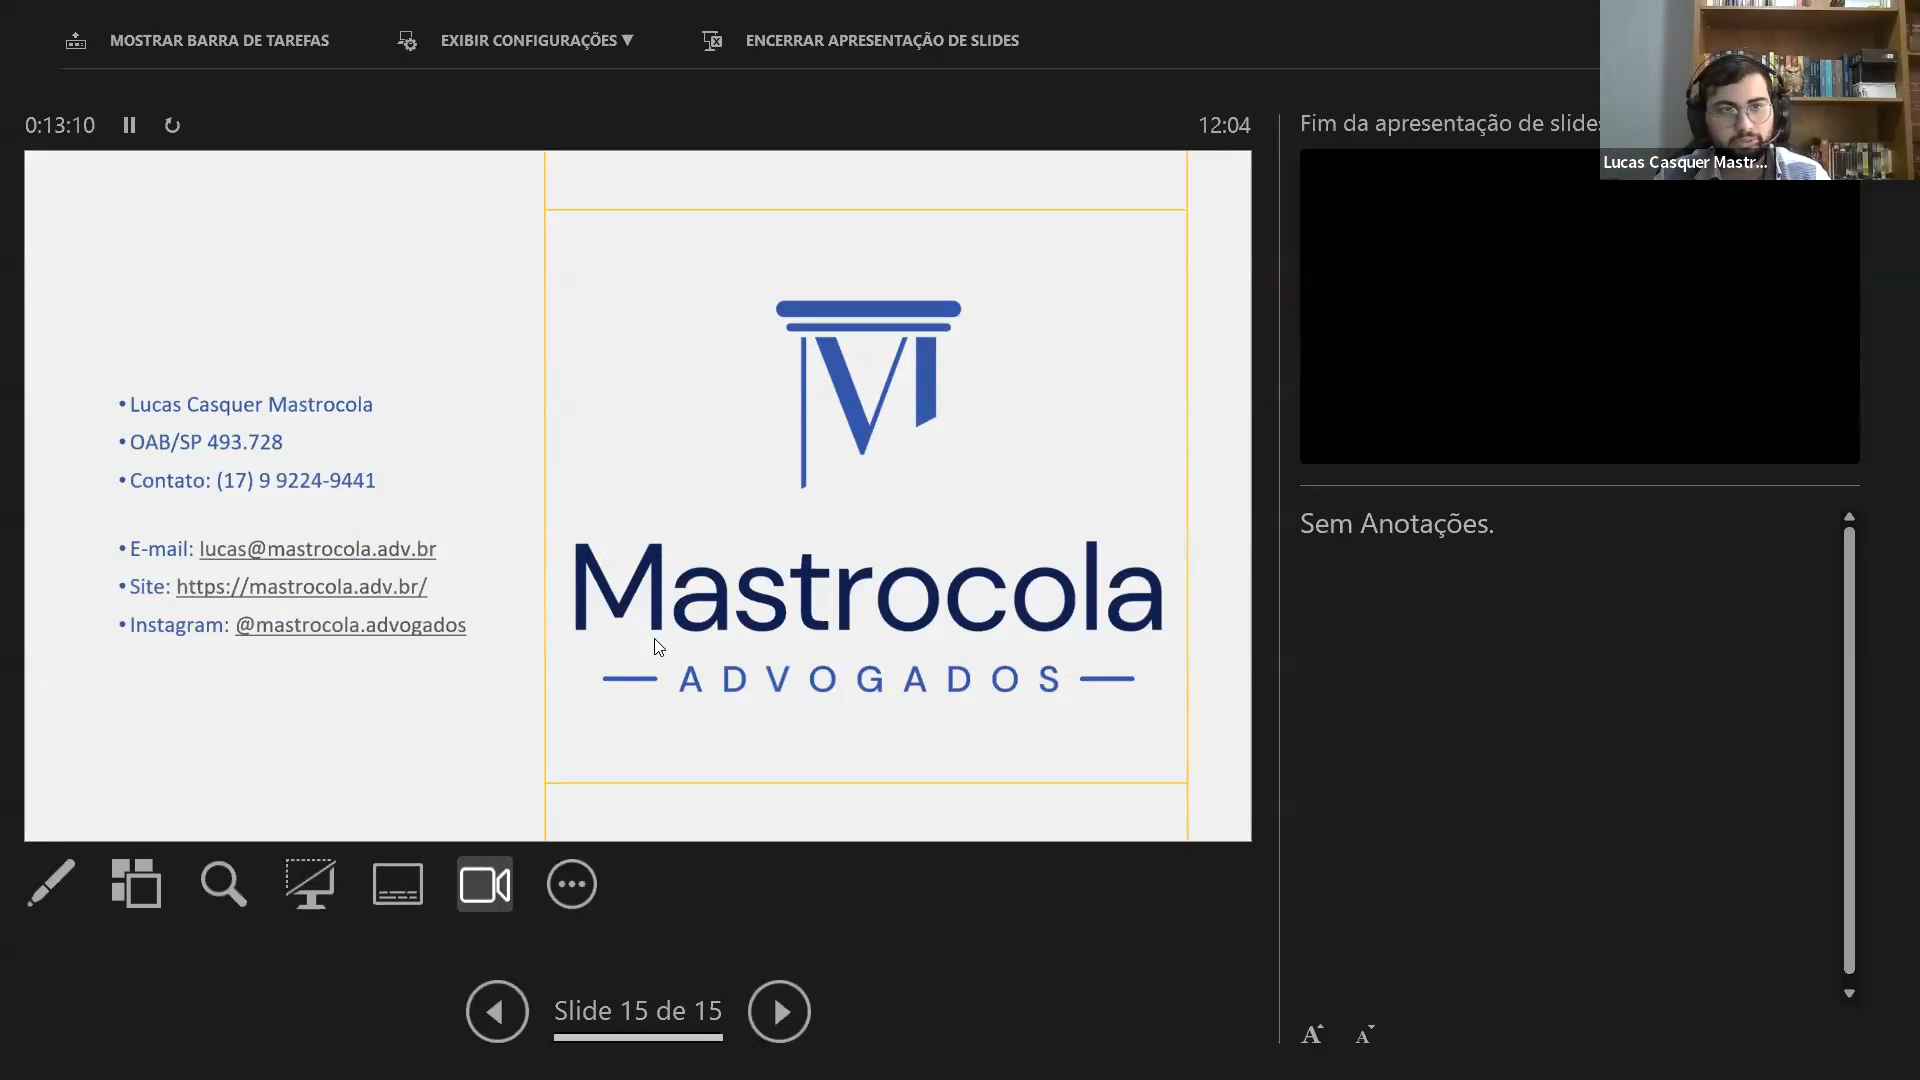 MOSTRAR BARRA DE TAREFAS
EXIBIR CONFIGURAÇÕES ▼
ENCERRAR APRESENTAÇÃO DE SLIDES
0:13:10
12:04
• Lucas Casquer Mastrocola
• OAB/SP 493.728
• Contato: (17) 9 9224-9441
• E-mail: lucas@mastrocola.adv.br
• Site: https://mastrocola.adv.br/
• Instagram: @mastrocola.advogados
M
Mastrocola
ADVOGADOS
Slide 15 de 15
Fim da apresentação de slides
Lucas Casquer Mastr...
Sem Anotações.
A A